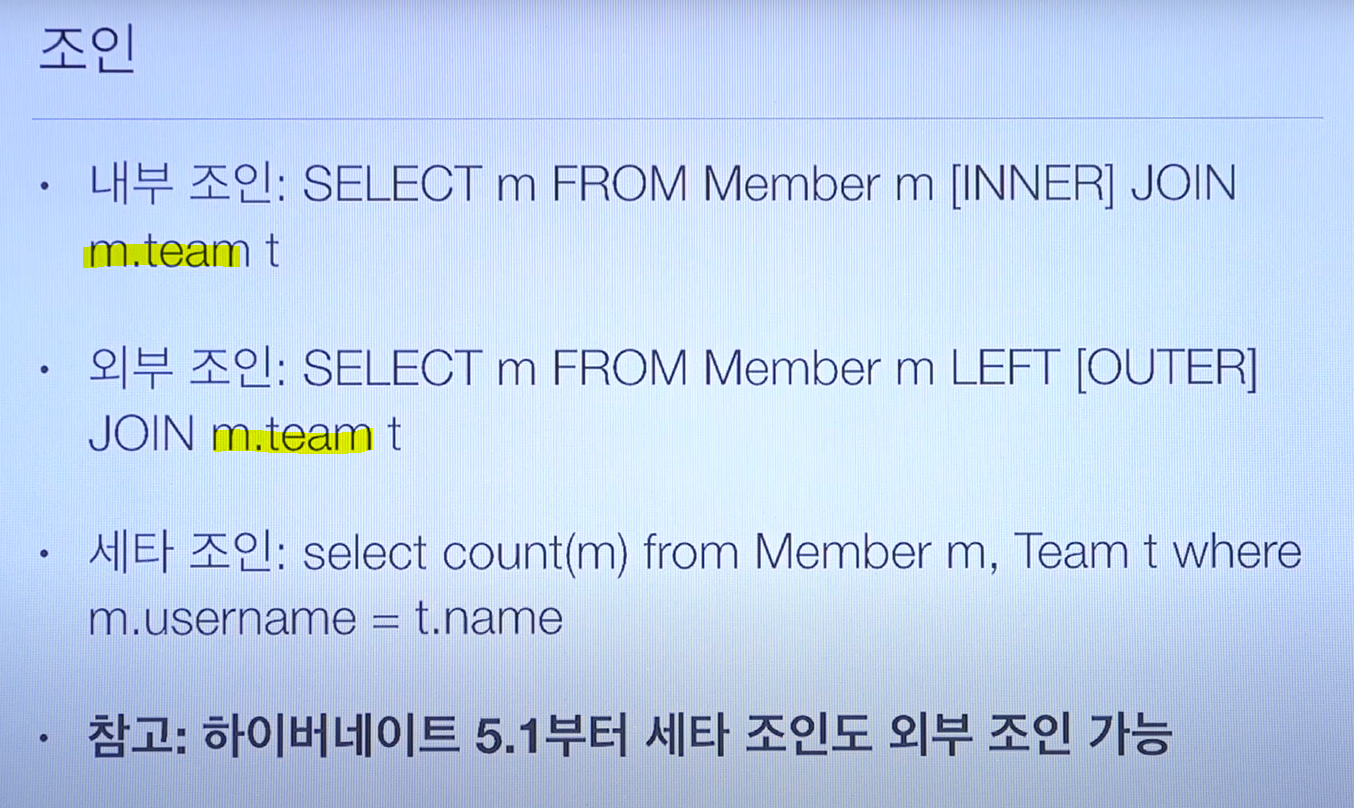 조인
• 내부 조인: SELECT m FROM Member m [INNER] JOIN
m.team t
• 외부 조인: SELECT m FROM Member m LEFT [OUTER]
JOIN m.team t
• 세타 조인: select count(m) from Member m, Team t where
m.username = t.name
• 참고: 하이버네이트 5.1부터 세타 조인도 외부 조인 가능